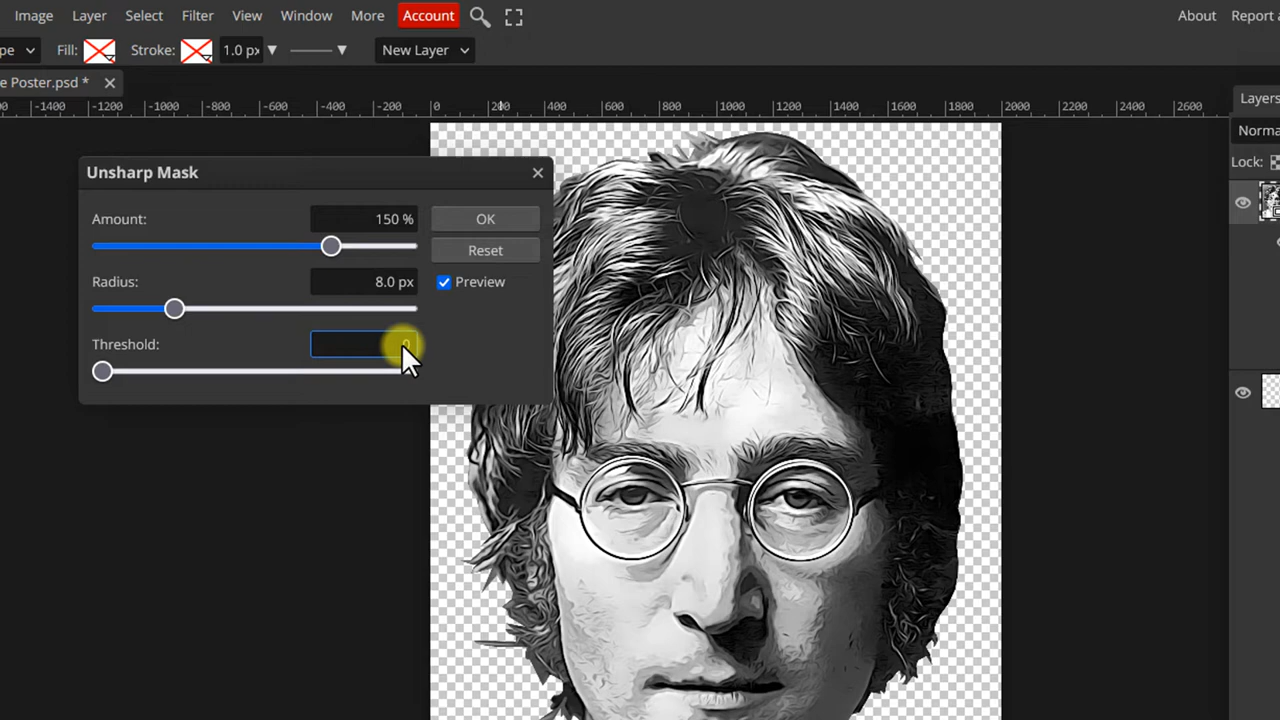 Image Layer Select Filter View Window More Account About Report
pe Fill: Stroke: 1.0 px New Layer
e Poster.psd *
-1400 -1200 -1000 -800 -600 -400 -200 0 200 400 600 800 1000 1200 1400 1600 1800 2000 2200 2400 2600
Layers
Norma
Lock:
Unsharp Mask
Amount: 150 % OK
Reset
Radius: 8.0 px Preview
Threshold: 0